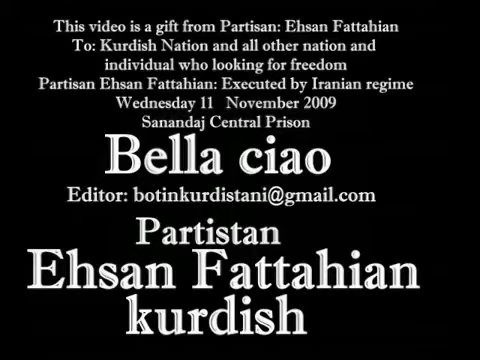 This video is a gift from Partisan: Ehsan Fattahian
To: Kurdish Nation and all other nation and
individual who looking for freedom
Partisan Ehsan Fattahian: Executed by Iranian regime
Wednesday 11 November 2009
Sanandaj Central Prison
Bella ciao
Editor: botinkurdistani@gmail.com
Partistan
Ehsan Fattahian
kurdish